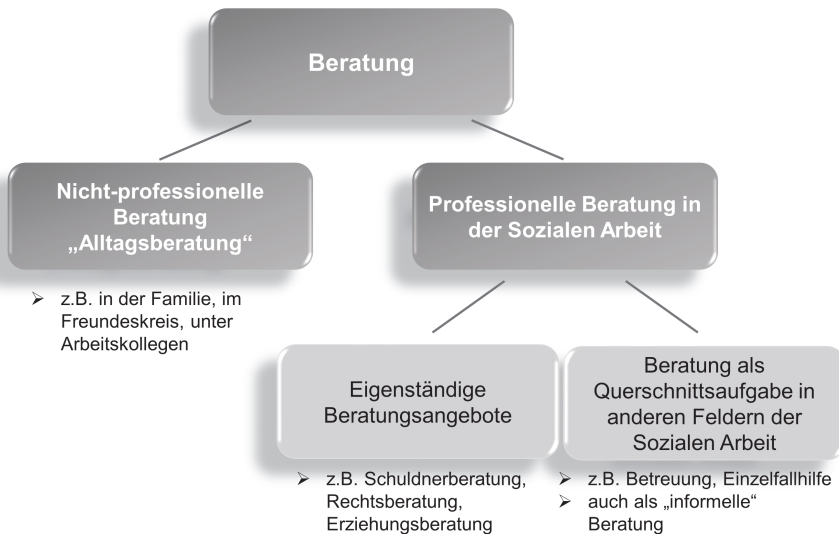 Beratung
Nicht-professionelle
Beratung
„Alltagsberatung“
Professionelle Beratung in
der Sozialen Arbeit
➢ z.B. in der Familie, im
Freundeskreis, unter
Arbeitskollegen
Eigenständige
Beratungsangebote
Beratung als
Querschnittsaufgabe in
anderen Feldern der
Sozialen Arbeit
➢ z.B. Schuldnerberatung,
Rechtsberatung,
Erziehungsberatung
➢ z.B. Betreuung, Einzelfallhilfe
➢ auch als „informelle“
Beratung